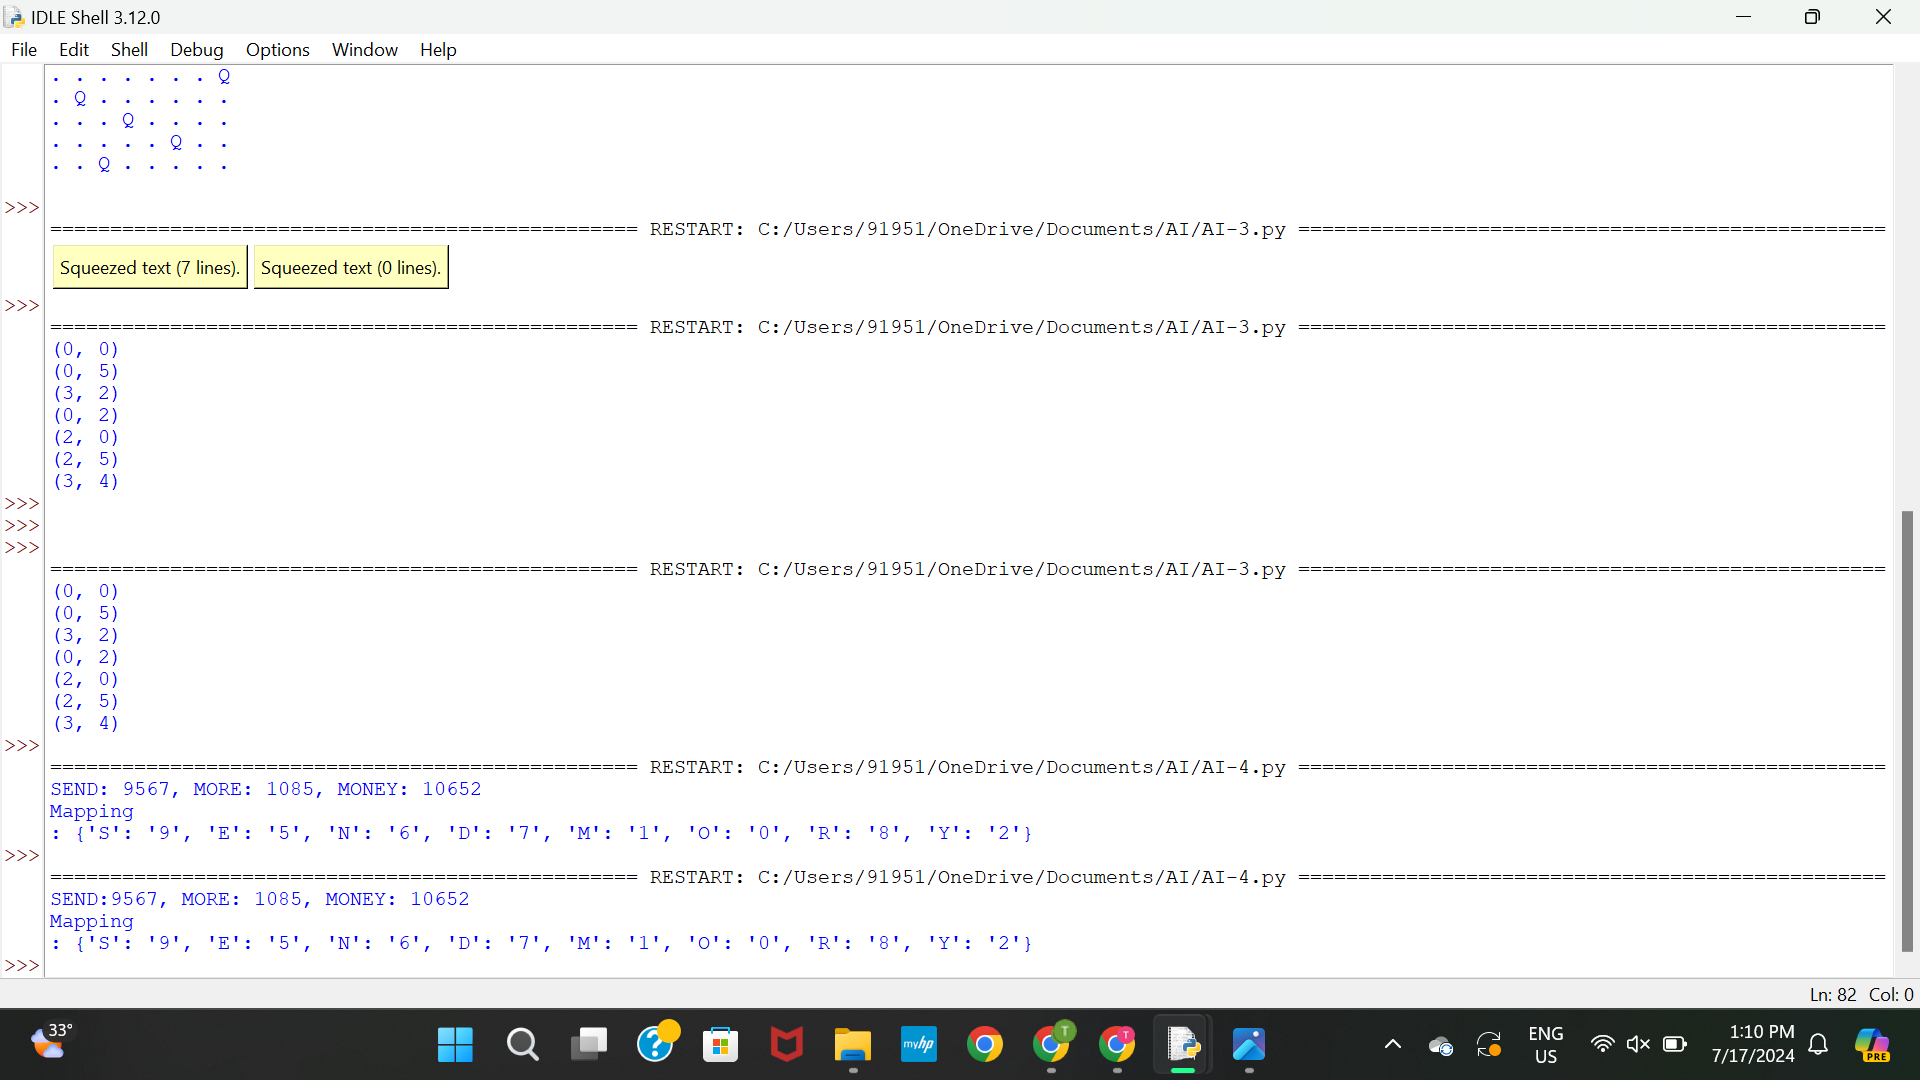 IDLE Shell 3.12.0
File Edit Shell Debug Options Window Help
. . . . . . . Q
. Q . . . . . .
. . . Q . . . .
. . . . . Q . .
. . Q . . . . .
>>>
================================================= RESTART: C:/Users/91951/OneDrive/Documents/AI/AI-3.py =================================================
Squeezed text (7 lines). Squeezed text (0 lines).
>>>
================================================= RESTART: C:/Users/91951/OneDrive/Documents/AI/AI-3.py =================================================
(0, 0)
(0, 5)
(3, 2)
(0, 2)
(2, 0)
(2, 5)
(3, 4)
>>>
>>>
>>>
================================================= RESTART: C:/Users/91951/OneDrive/Documents/AI/AI-3.py =================================================
(0, 0)
(0, 5)
(3, 2)
(0, 2)
(2, 0)
(2, 5)
(3, 4)
>>>
================================================= RESTART: C:/Users/91951/OneDrive/Documents/AI/AI-4.py =================================================
SEND: 9567, MORE: 1085, MONEY: 10652
Mapping
: {'S': '9', 'E': '5', 'N': '6', 'D': '7', 'M': '1', 'O': '0', 'R': '8', 'Y': '2'}
>>>
================================================= RESTART: C:/Users/91951/OneDrive/Documents/AI/AI-4.py =================================================
SEND:9567, MORE: 1085, MONEY: 10652
Mapping
: {'S': '9', 'E': '5', 'N': '6', 'D': '7', 'M': '1', 'O': '0', 'R': '8', 'Y': '2'}
>>>
Ln: 82 Col: 0
33°
myhp
T
T
ENG
US
1:10 PM
7/17/2024
PRE